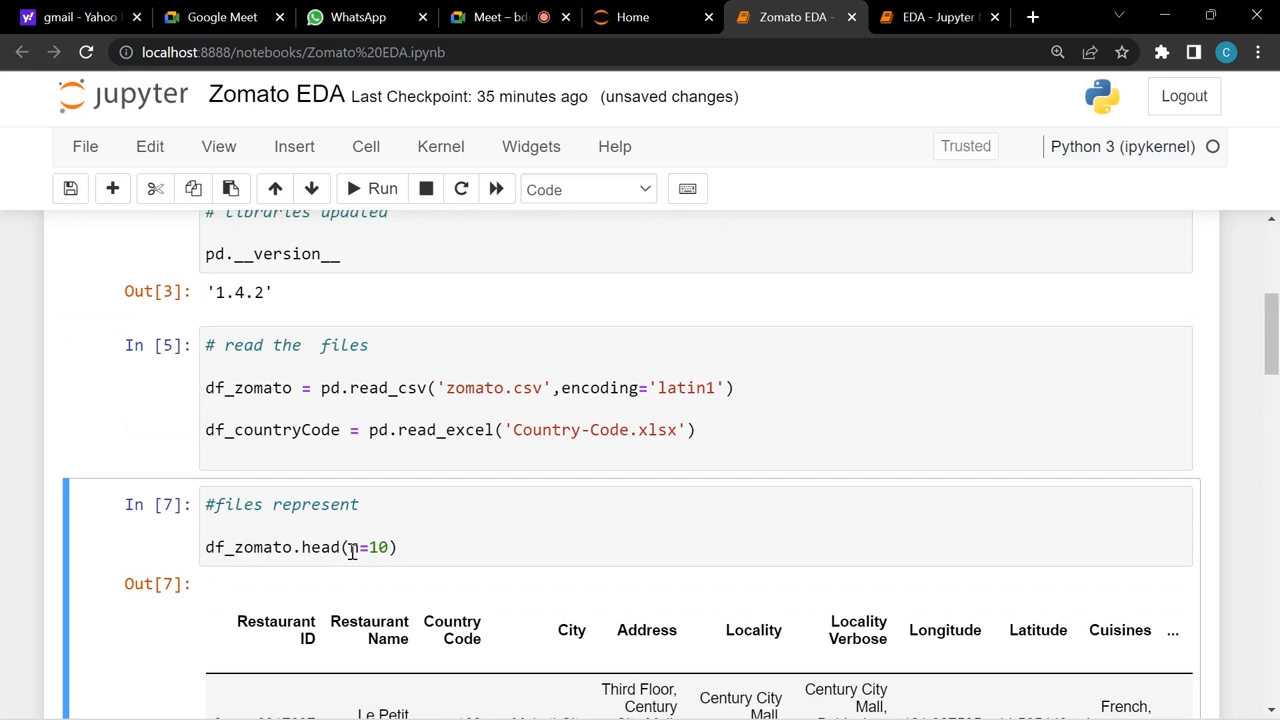 gmail - Yahoo
Google Meet
WhatsApp
Meet – bd
Home
Zomato EDA -
EDA - Jupyter
localhost:8888/notebooks/Zomato%20EDA.ipynb
C
jupyter Zomato EDA Last Checkpoint: 35 minutes ago (unsaved changes)
Logout
File Edit View Insert Cell Kernel Widgets Help
Trusted
Python 3 (ipykernel)
Run
Code
# libraries updated
pd.__version__
Out[3]: '1.4.2'
In [5]: # read the files
df_zomato = pd.read_csv('zomato.csv',encoding='latin1')
df_countryCode = pd.read_excel('Country-Code.xlsx')
In [7]: #files represent
df_zomato.head(n=10)
Out[7]:
Restaurant ID
Restaurant Name
Country Code
City
Address
Locality
Locality Verbose
Longitude
Latitude
Cuisines
...
Third Floor,
Century
Century City
Mall,
Century City
Mall,
Le Petit
French,